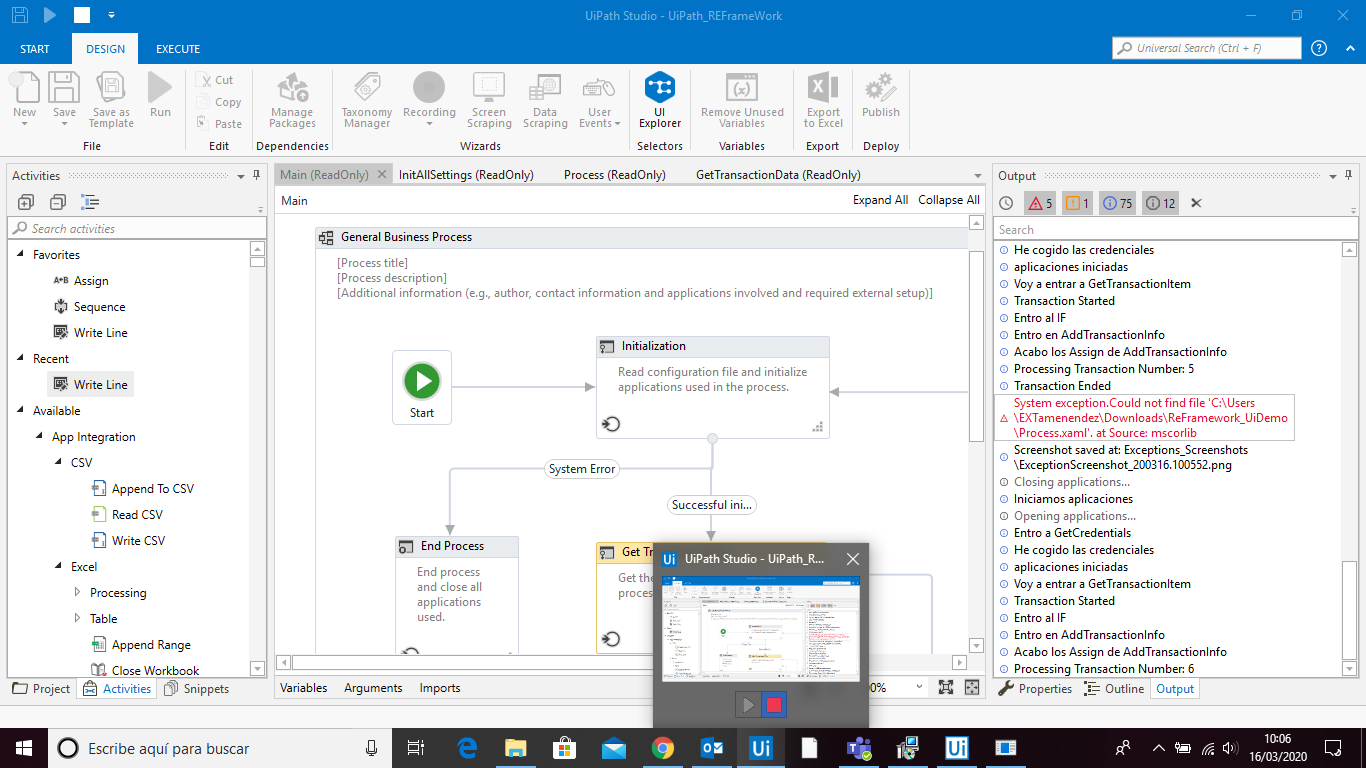 UiPath Studio - UiPath_REFrameWork
START
DESIGN
EXECUTE
Universal Search (Ctrl + F)
New
Save
Save as
Template
Run
File
Cut
Copy
Paste
Edit
Manage
Packages
Dependencies
Taxonomy
Manager
Recording
Screen
Scraping
Data
Scraping
User
Events
Wizards
UI
Explorer
Selectors
Remove Unused
Variables
Variables
Export
to Excel
Export
Publish
Deploy
Activities
Search activities
Favorites
Assign
Sequence
Write Line
Recent
Write Line
Available
App Integration
CSV
Append To CSV
Read CSV
Write CSV
Excel
Processing
Table
Append Range
Close Workbook
Project
Activities
Snippets
Main (ReadOnly)
InitAllSettings (ReadOnly)
Process (ReadOnly)
GetTransactionData (ReadOnly)
Main
Expand All
Collapse All
General Business Process
[Process title]
[Process description]
[Additional information (e.g., author, contact information and applications involved and required external setup)]
Start
Initialization
Read configuration file and initialize
applications used in the process.
System Error
Successful ini...
End Process
End process
and close all
applications
used.
Get Tr
Get the
proces
UiPath Studio - UiPath_R...
Variables
Arguments
Imports
00%
Output
5
1
75
12
Search
He cogido las credenciales
aplicaciones iniciadas
Voy a entrar a GetTransactionItem
Transaction Started
Entro al IF
Entro en AddTransactionInfo
Acabo los Assign de AddTransactionInfo
Processing Transaction Number: 5
Transaction Ended
System exception.Could not find file 'C:\Users
\EXTamenendez\Downloads\ReFramework_UiDemo
\Process.xaml'. at Source: mscorlib
Screenshot saved at: Exceptions_Screenshots
\ExceptionScreenshot_200316.100552.png
Closing applications...
Iniciamos aplicaciones
Opening applications...
Entro a GetCredentials
He cogido las credenciales
aplicaciones iniciadas
Voy a entrar a GetTransactionItem
Transaction Started
Entro al IF
Entro en AddTransactionInfo
Acabo los Assign de AddTransactionInfo
Processing Transaction Number: 6
Properties
Outline
Output
Escribe aquí para buscar
10:06
16/03/2020